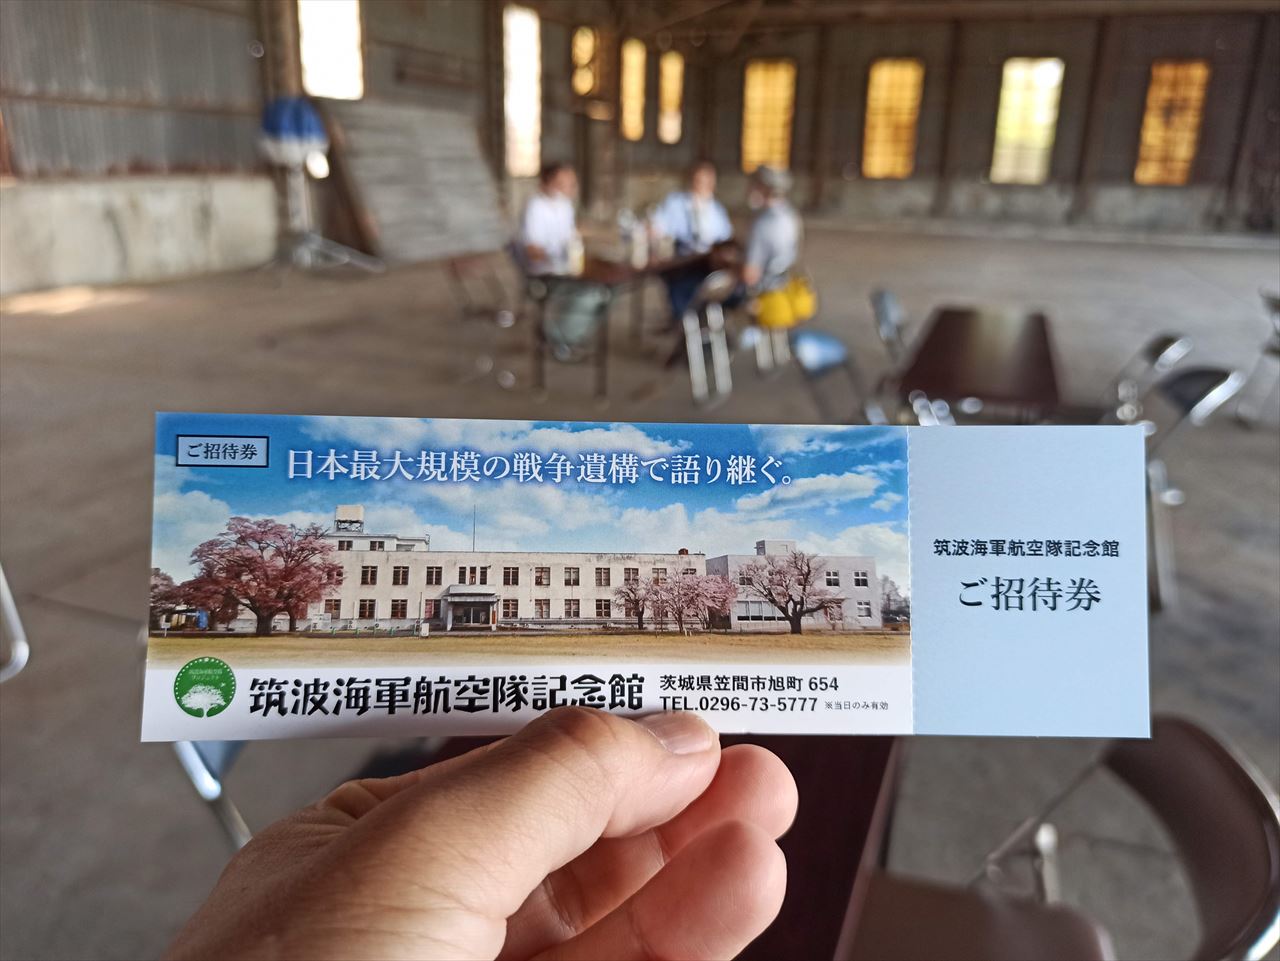 ご招待券
日本最大規模の戦争遺構で語り継ぐ。
筑波海軍航空隊記念館
茨城県笠間市旭町 654
TEL.0296-73-5777 ※当日のみ有効
筑波海軍航空隊記念館
ご招待券